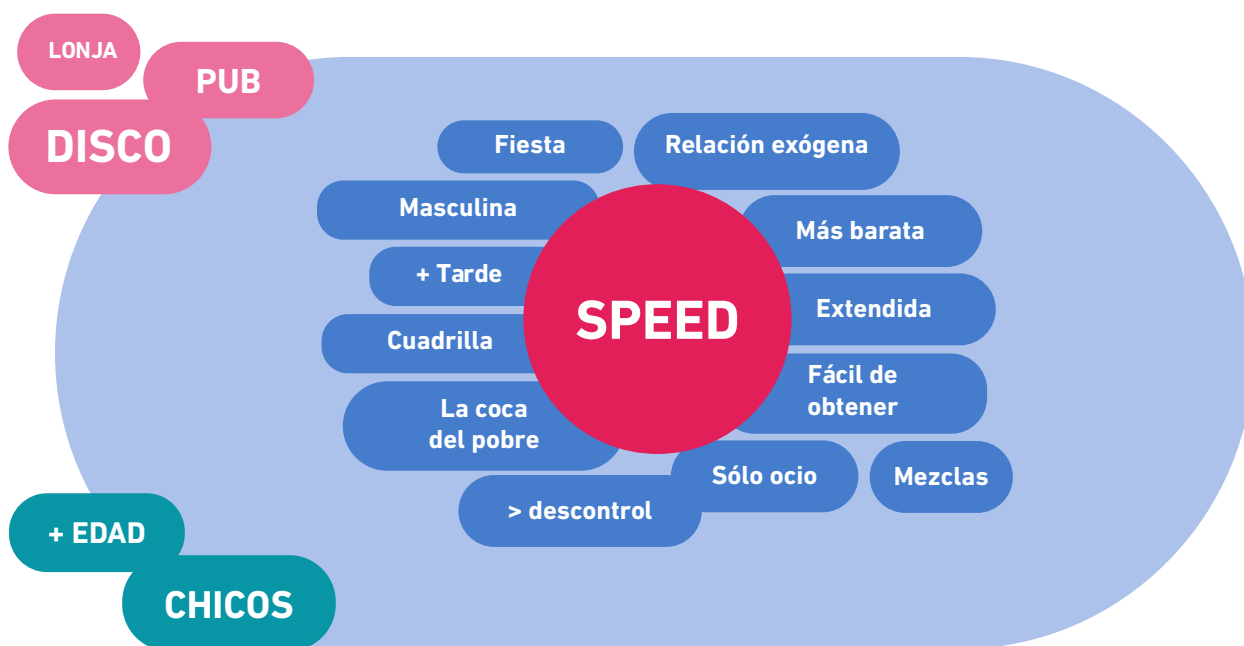 LONJA
PUB
DISCO
Fiesta
Relación exógena
Masculina
Más barata
+ Tarde
Extendida
SPEED
Cuadrilla
Fácil de
obtener
La coca
del pobre
Sólo ocio
Mezclas
> descontrol
+ EDAD
CHICOS